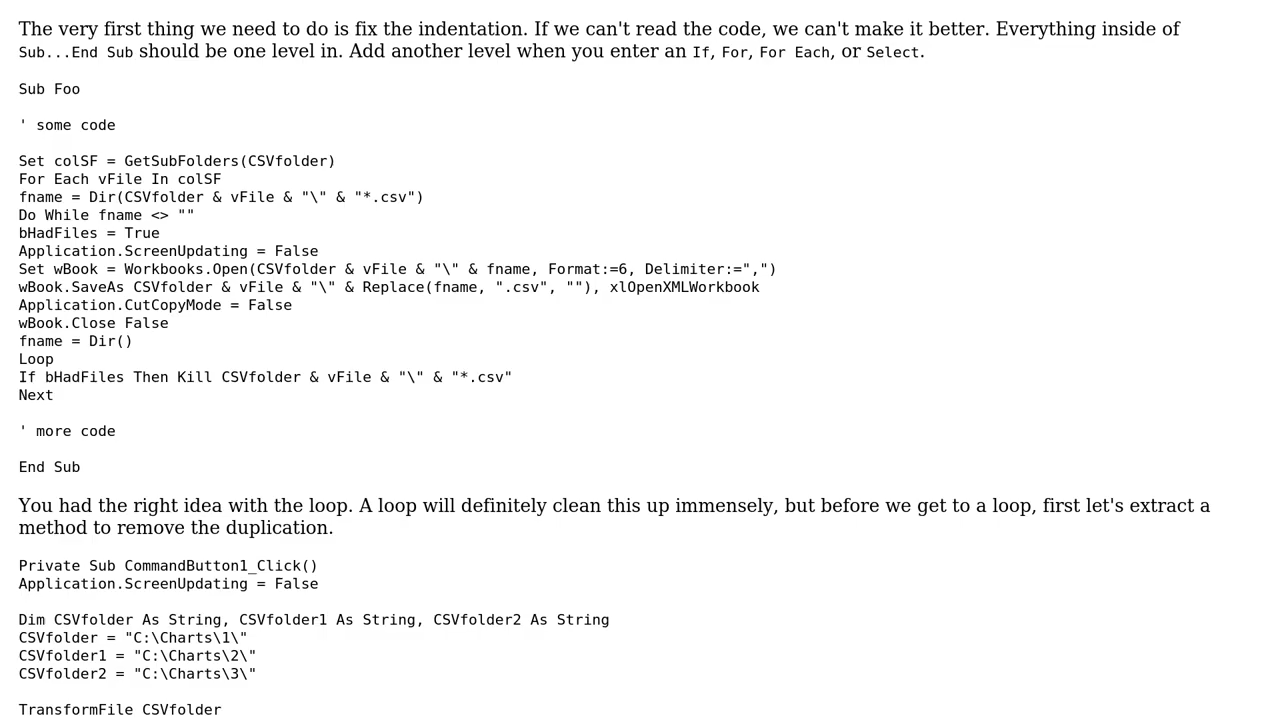 The very first thing we need to do is fix the indentation. If we can't read the code, we can't make it better. Everything inside of
Sub...End Sub should be one level in. Add another level when you enter an If, For, For Each, or Select.
Sub Foo
' some code
Set colSF = GetSubFolders(CSVfolder)
For Each vFile In colSF
fname = Dir(CSVfolder & vFile & "\" & "*.csv")
Do While fname <> ""
bHadFiles = True
Application.ScreenUpdating = False
Set wBook = Workbooks.Open(CSVfolder & vFile & "\" & fname, Format:=6, Delimiter:=",")
wBook.SaveAs CSVfolder & vFile & "\" & Replace(fname, ".csv", ""), xlOpenXMLWorkbook
Application.CutCopyMode = False
wBook.Close False
fname = Dir()
Loop
If bHadFiles Then Kill CSVfolder & vFile & "\" & "*.csv"
Next
' more code
End Sub
You had the right idea with the loop. A loop will definitely clean this up immensely, but before we get to a loop, first let's extract a
method to remove the duplication.
Private Sub CommandButton1_Click()
Application.ScreenUpdating = False
Dim CSVfolder As String, CSVfolder1 As String, CSVfolder2 As String
CSVfolder = "C:\Charts\1\"
CSVfolder1 = "C:\Charts\2\"
CSVfolder2 = "C:\Charts\3\"
TransformFile CSVfolder